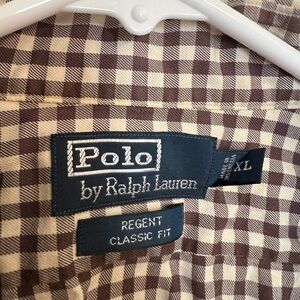 Polo
by Ralph Lauren
XL
REGENT
CLASSIC FIT